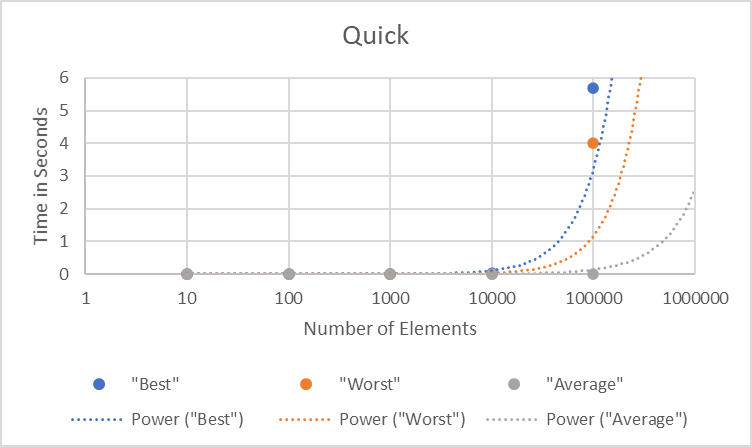 Quick
6
5
4
3
2
1
0
Time in Seconds
1 10 100 1000 10000 100000 1000000
Number of Elements
"Best" "Worst" "Average"
Power ("Best") Power ("Worst") Power ("Average")